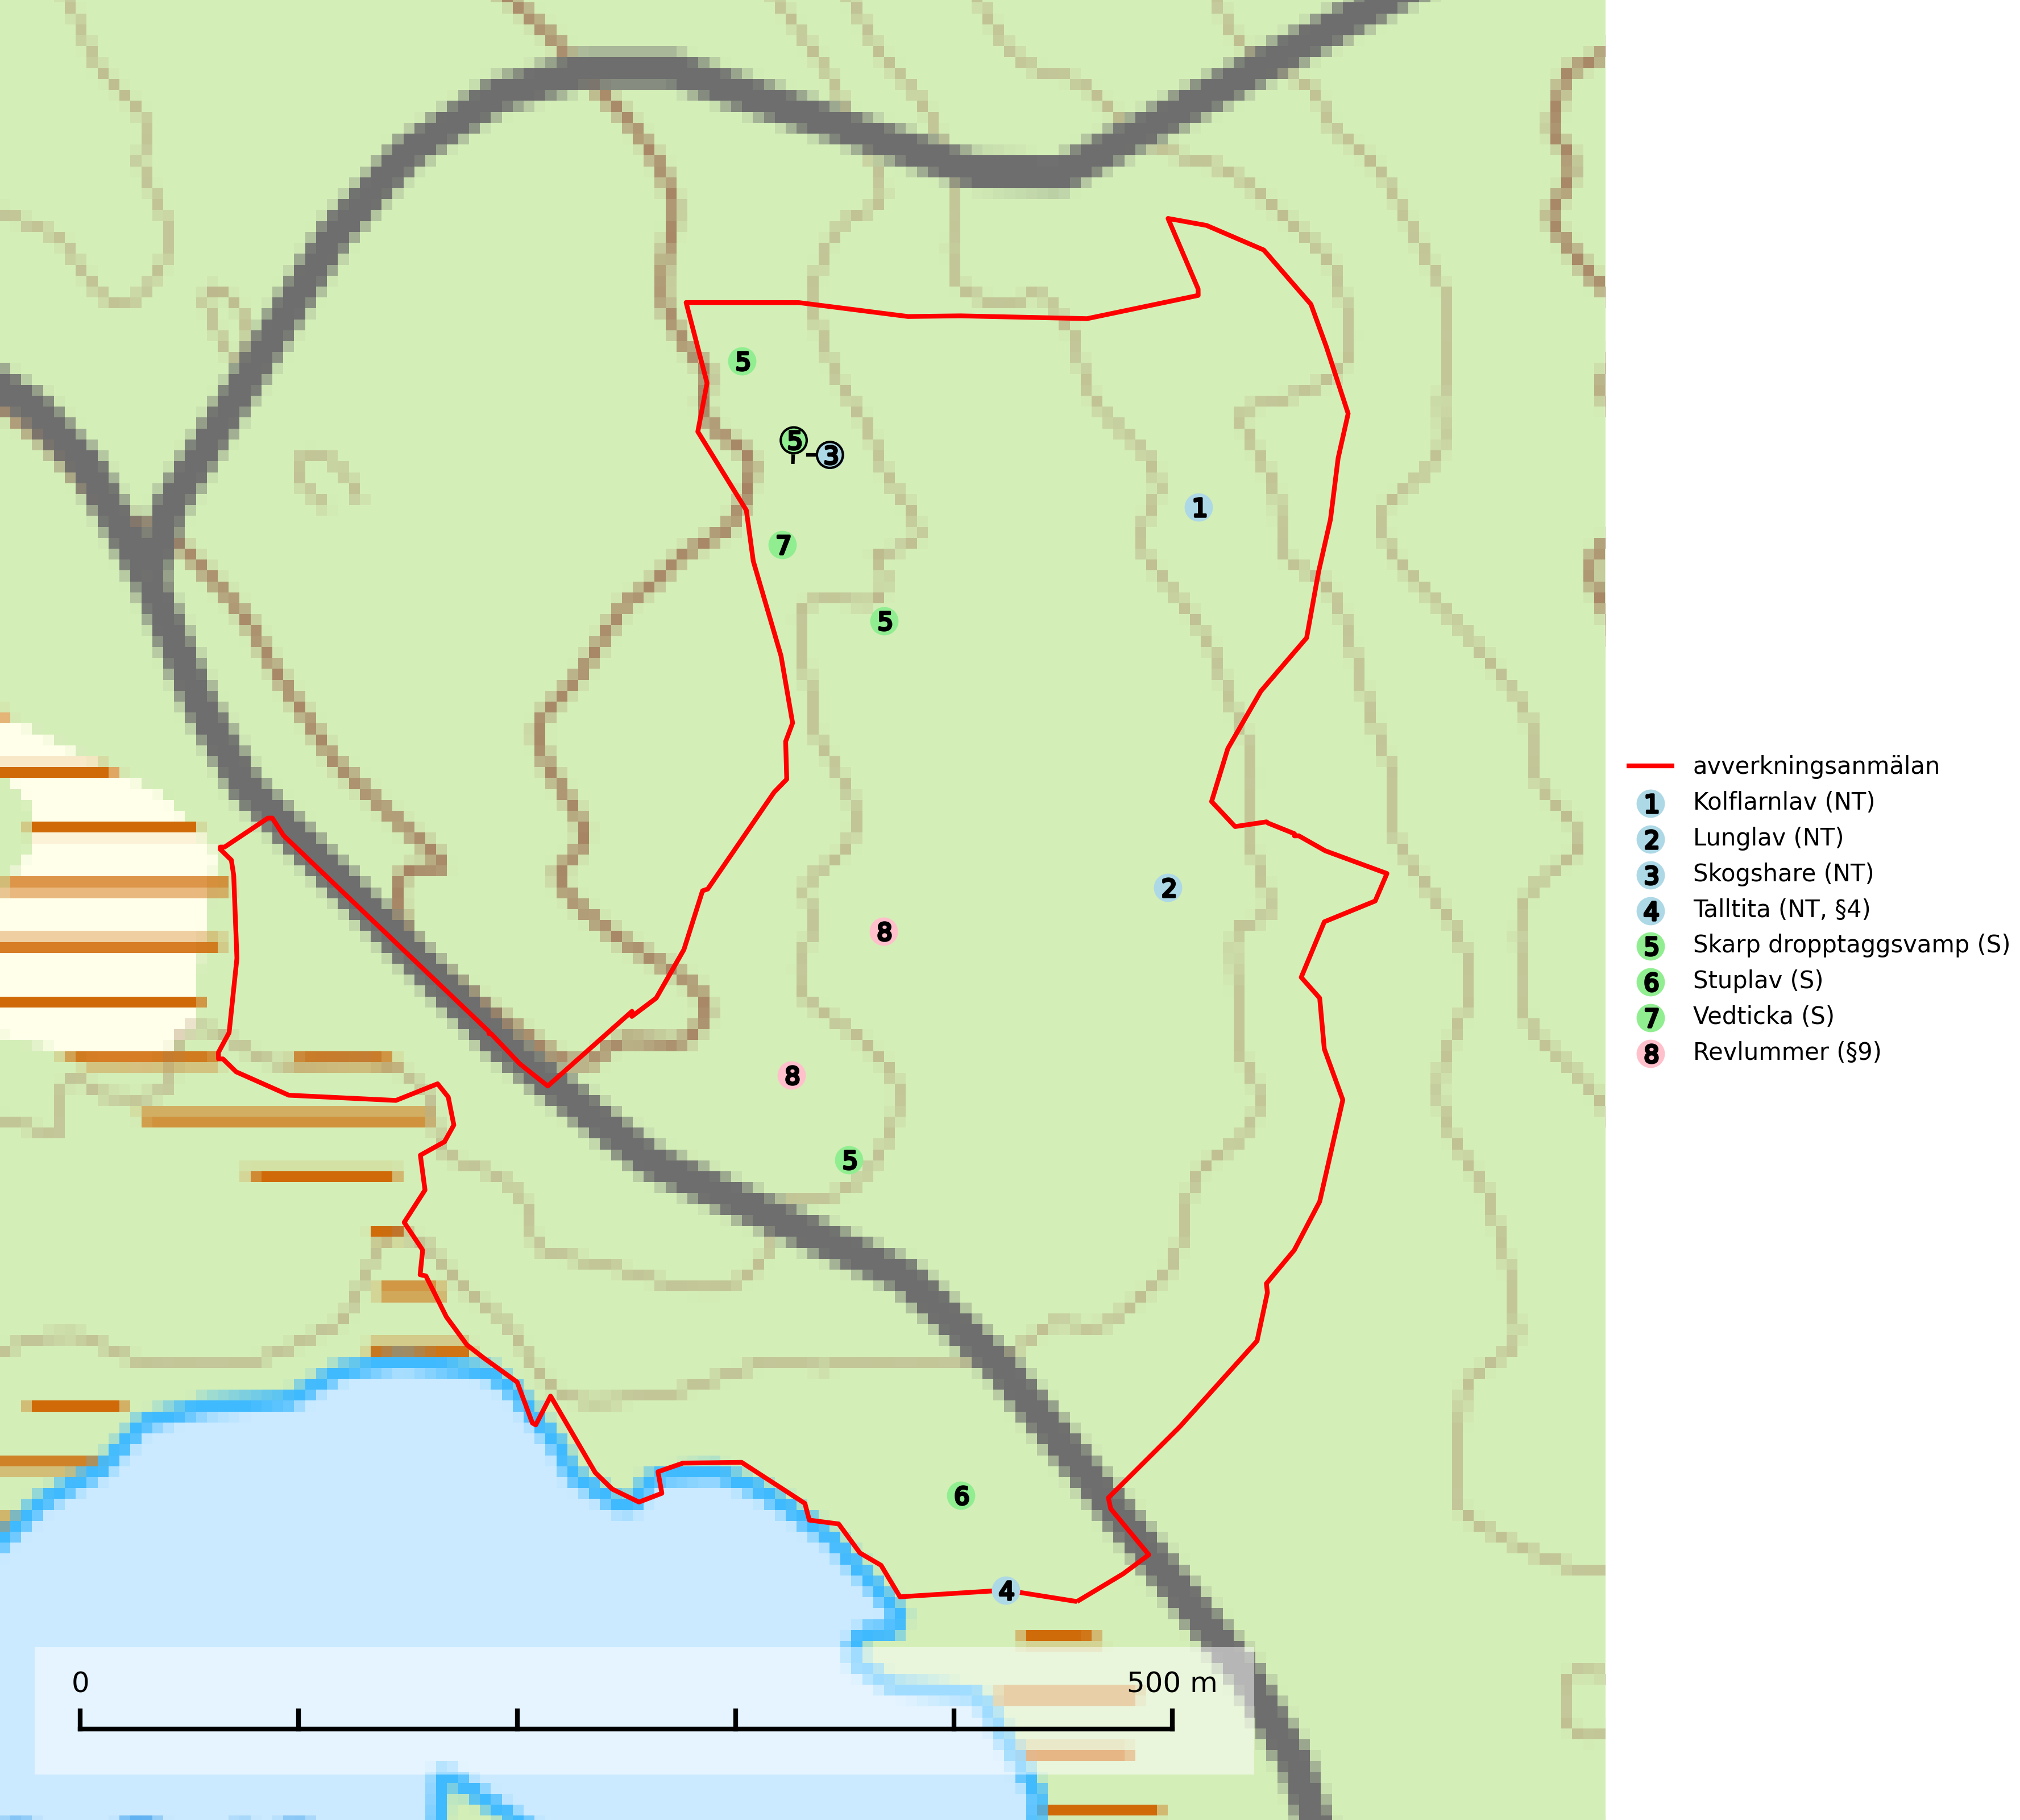 5
5
3
1
7
5
2
8
8
5
6
4
0 500 m
avverkningsanmälan
1 Kolflarnlav (NT)
2 Lunglav (NT)
3 Skogshare (NT)
4 Talltita (NT, §4)
5 Skarp dropptaggsvamp (S)
6 Stuplav (S)
7 Vedticka (S)
8 Revlummer (§9)